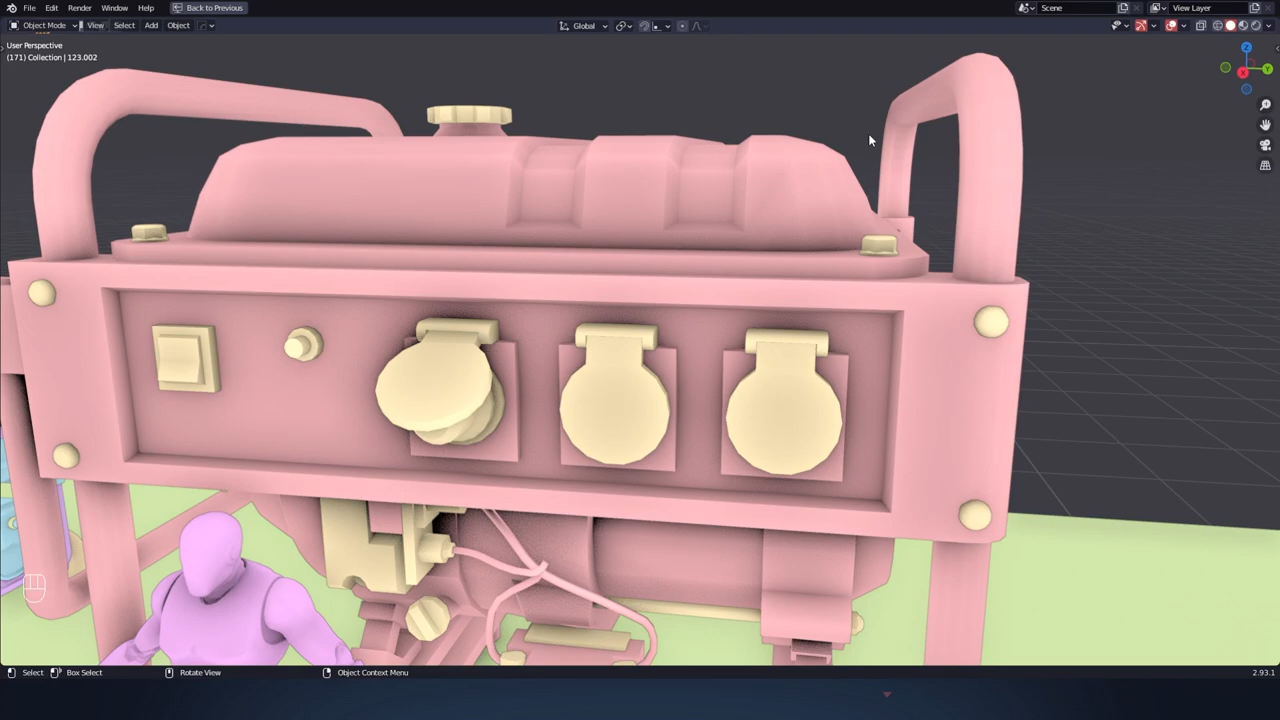 File Edit Render Window Help Back to Previous Scene View Layer
Object Mode View Select Add Object Global
User Perspective
(171) Collection | 123.002
Z
Y
X
Select Box Select Rotate View Object Context Menu 2.93.1